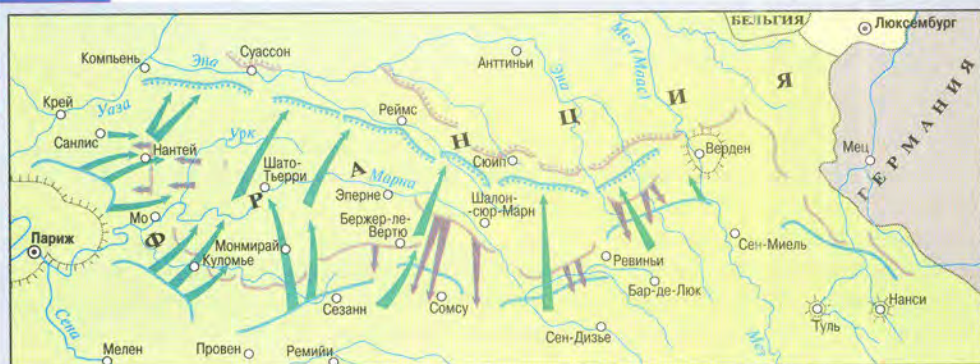 БЕЛЬГИЯ
Люксембург
Компьень
Эна
Суассон
Анттиньи
Мез (Маас)
Эна
ГЕРМАНИЯ
Крей
Уаза
Санлис
Урк
Реймс
ФРАНЦИЯ
Нантей
Сюип
Верден
Мец
Шато-
Тьерри
Эперне
Марна
Шалон-
-сюр-Марн
Мо
Бержер-ле-
Вертю
Париж
Монмирай
Куломье
Сен-Миель
Ревиньи
Сезанн
Сомсу
Бар-де-Люк
Сена
Туль
Нанси
Сен-Дизье
Мез
Мелен
Провен
Ремийи